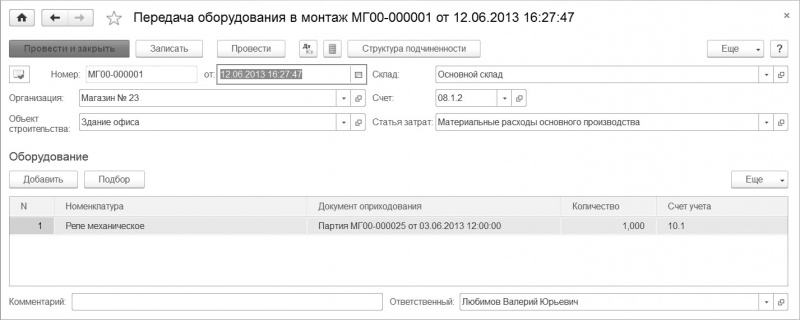 Передача оборудования в монтаж МГ00-000001 от 12.06.2013 16:27:47
Провести и закрыть Записать Провести Дт Кт Структура подчиненности Еще ?
Номер: МГ00-000001 от: 12.06.2013 16:27:47 Склад: Основной склад
Организация: Магазин № 23 Счет: 08.1.2
Объект строительства: Здание офиса Статья затрат: Материальные расходы основного производства
Оборудование
Добавить Подбор Еще
N Номенклатура Документ оприходования Количество Счет учета
1 Репе механическое Партия МГ00-000025 от 03.06.2013 12:00:00 1,000 10.1
Комментарий: Ответственный: Любимов Валерий Юрьевич